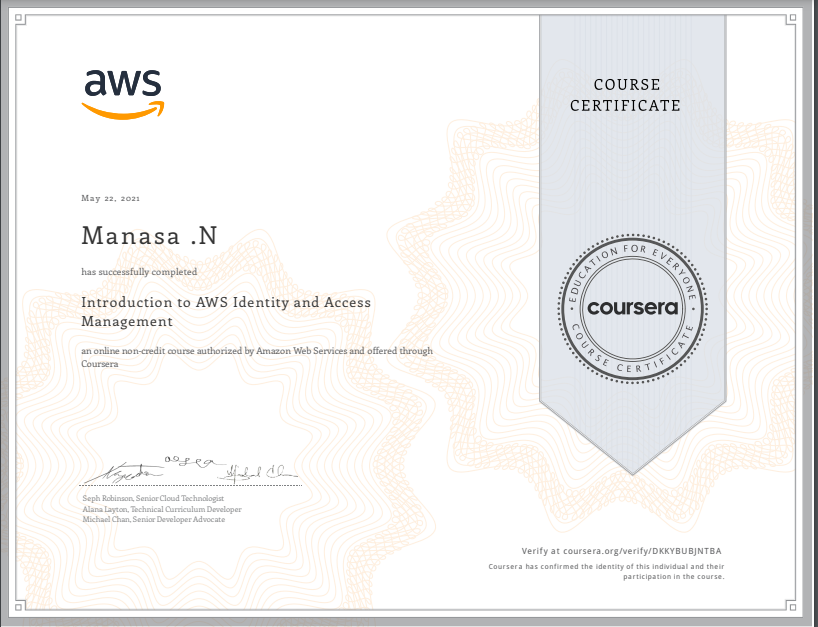 aws
COURSE
CERTIFICATE
May 22, 2021
Manasa .N
has successfully completed
Introduction to AWS Identity and Access
Management
an online non-credit course authorized by Amazon Web Services and offered through
Coursera
EDUCATION FOR EVERYONE
coursera
COURSE CERTIFICATE
Seph Robinson, Senior Cloud Technologist
Alana Layton, Technical Curriculum Developer
Michael Chan, Senior Developer Advocate
Verify at coursera.org/verify/DKKYBUBJNTBA
Coursera has confirmed the identity of this individual and their
participation in the course.